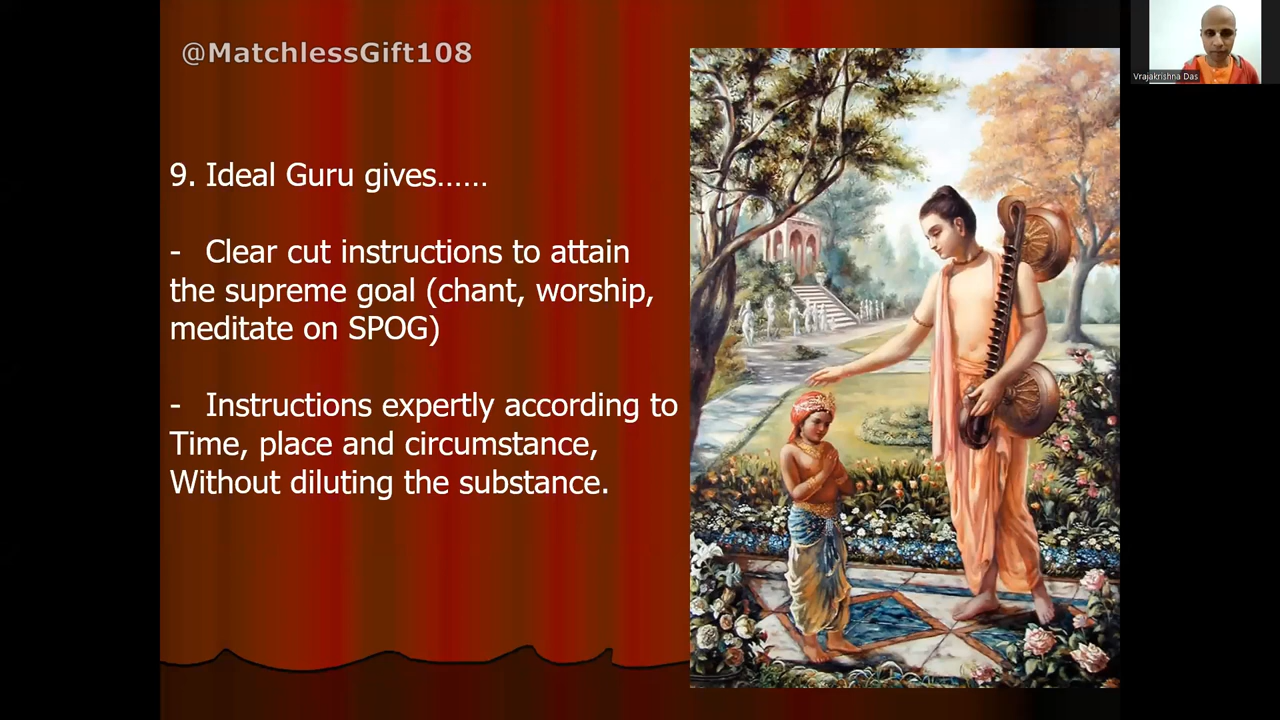 @MatchlessGift108
Vrajakrishna Das
9. Ideal Guru gives......
- Clear cut instructions to attain
the supreme goal (chant, worship,
meditate on SPOG)
- Instructions expertly according to
Time, place and circumstance,
Without diluting the substance.